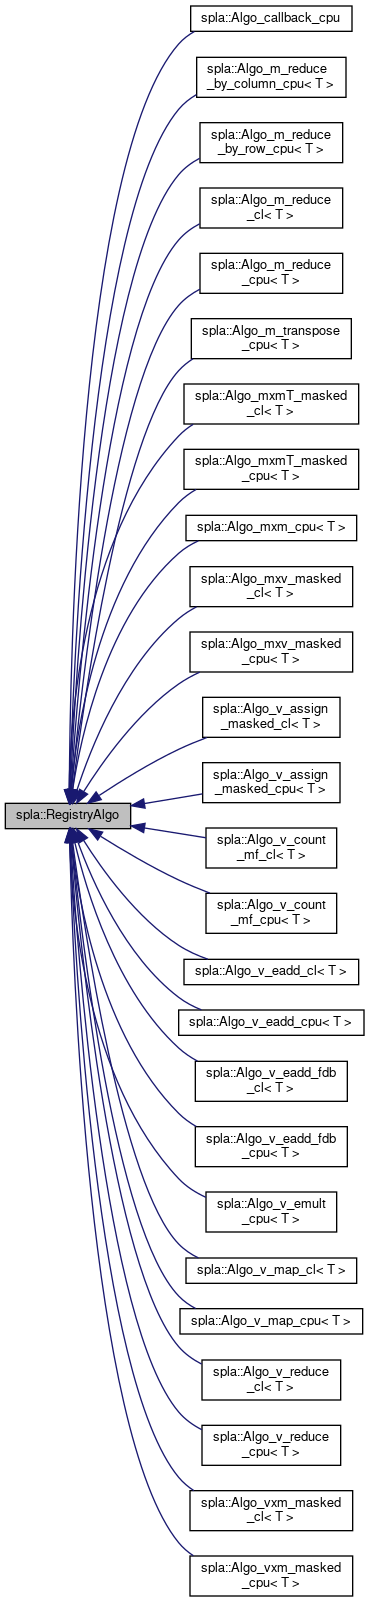 spla::Algo_callback_cpu
spla::Algo_m_reduce
_by_column_cpu< T >
spla::Algo_m_reduce
_by_row_cpu< T >
spla::Algo_m_reduce
_cl< T >
spla::Algo_m_reduce
_cpu< T >
spla::Algo_m_transpose
_cpu< T >
spla::Algo_mxmT_masked
_cl< T >
spla::Algo_mxmT_masked
_cpu< T >
spla::Algo_mxm_cpu< T >
spla::Algo_mxv_masked
_cl< T >
spla::Algo_mxv_masked
_cpu< T >
spla::Algo_v_assign
_masked_cl< T >
spla::Algo_v_assign
_masked_cpu< T >
spla::RegistryAlgo
spla::Algo_v_count
_mf_cl< T >
spla::Algo_v_count
_mf_cpu< T >
spla::Algo_v_eadd_cl< T >
spla::Algo_v_eadd_cpu< T >
spla::Algo_v_eadd_fdb
_cl< T >
spla::Algo_v_eadd_fdb
_cpu< T >
spla::Algo_v_emult
_cpu< T >
spla::Algo_v_map_cl< T >
spla::Algo_v_map_cpu< T >
spla::Algo_v_reduce
_cl< T >
spla::Algo_v_reduce
_cpu< T >
spla::Algo_vxm_masked
_cl< T >
spla::Algo_vxm_masked
_cpu< T >